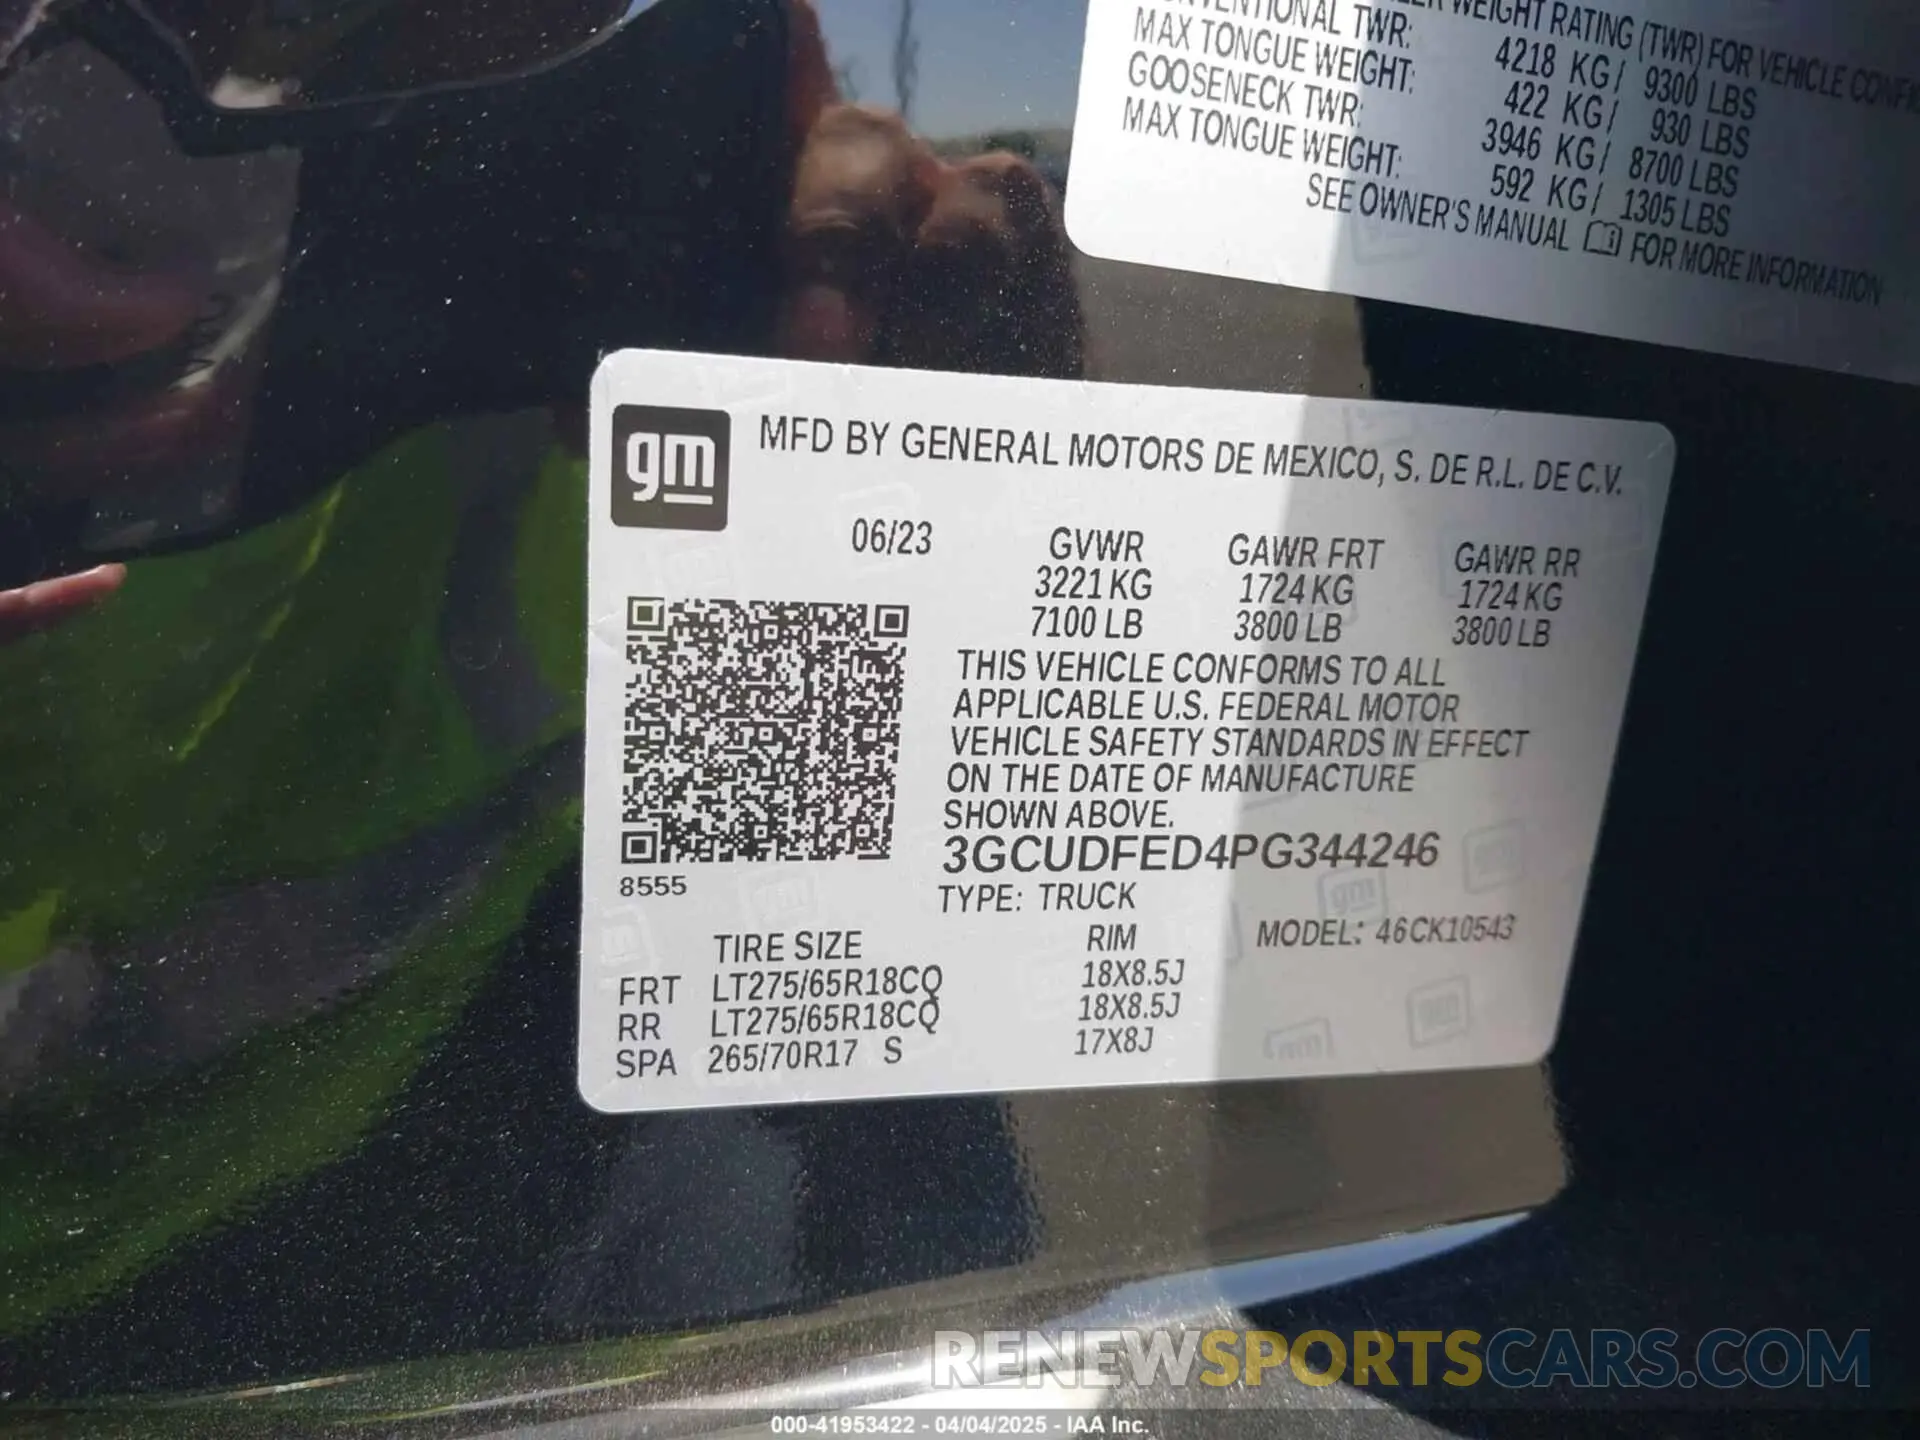 WEIGHT RATING (TWR) FOR VEHICLE
TWR: 4218 KG/ 9300 LBS
MAX TONGUE WEIGHT: 422 KG/ 930 LBS
GOOSENECK TWR: 3946 KG/ 8700 LBS
MAX TONGUE WEIGHT: 592 KG/ 1305 LBS
SEE OWNER'S MANUAL FOR MORE INFORMATION
gm
MFD BY GENERAL MOTORS DE MEXICO, S. DE R.L. DE C.V.
06/23 GVWR GAWR FRT GAWR RR
3221 KG 1724 KG 1724 KG
7100 LB 3800 LB 3800 LB
THIS VEHICLE CONFORMS TO ALL
APPLICABLE U.S. FEDERAL MOTOR
VEHICLE SAFETY STANDARDS IN EFFECT
ON THE DATE OF MANUFACTURE
SHOWN ABOVE.
3GCUDFED4PG344246
8555
TYPE: TRUCK
MODEL: 46CK10543
TIRE SIZE RIM
FRT LT275/65R18CQ 18X8.5J
RR LT275/65R18CQ 18X8.5J
SPA 265/70R17 S 17X8J
RENEWSPORTSCARS.COM
000-41953422 - 04/04/2025 - IAA Inc.